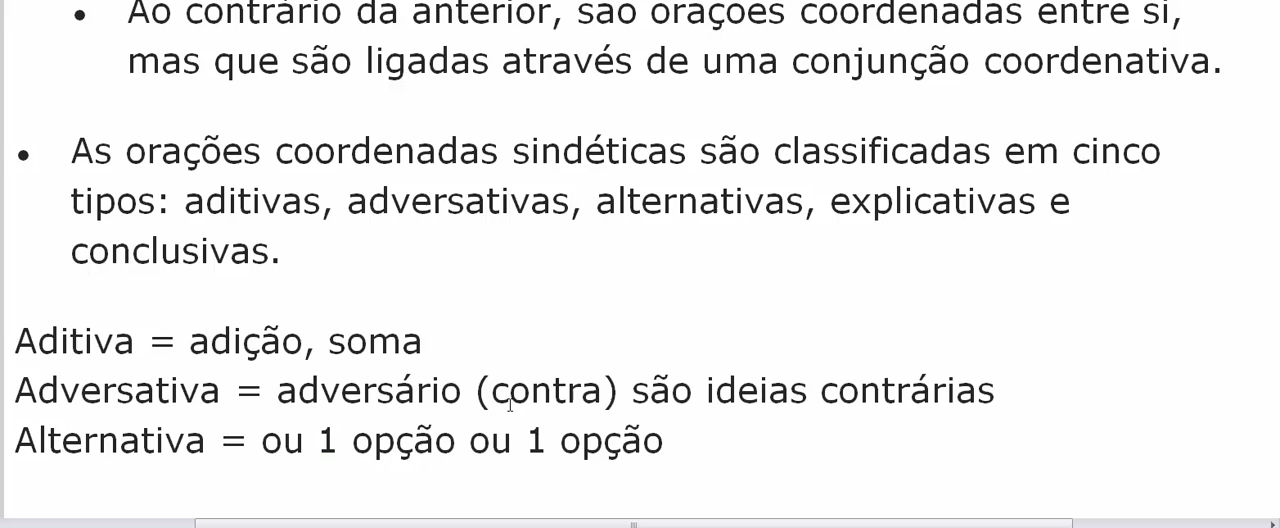 • Ao contrário da anterior, são orações coordenadas entre si,
mas que são ligadas através de uma conjunção coordenativa.
• As orações coordenadas sindéticas são classificadas em cinco
tipos: aditivas, adversativas, alternativas, explicativas e
conclusivas.
Aditiva = adição, soma
Adversativa = adversário (contra) são ideias contrárias
Alternativa = ou 1 opção ou 1 opção